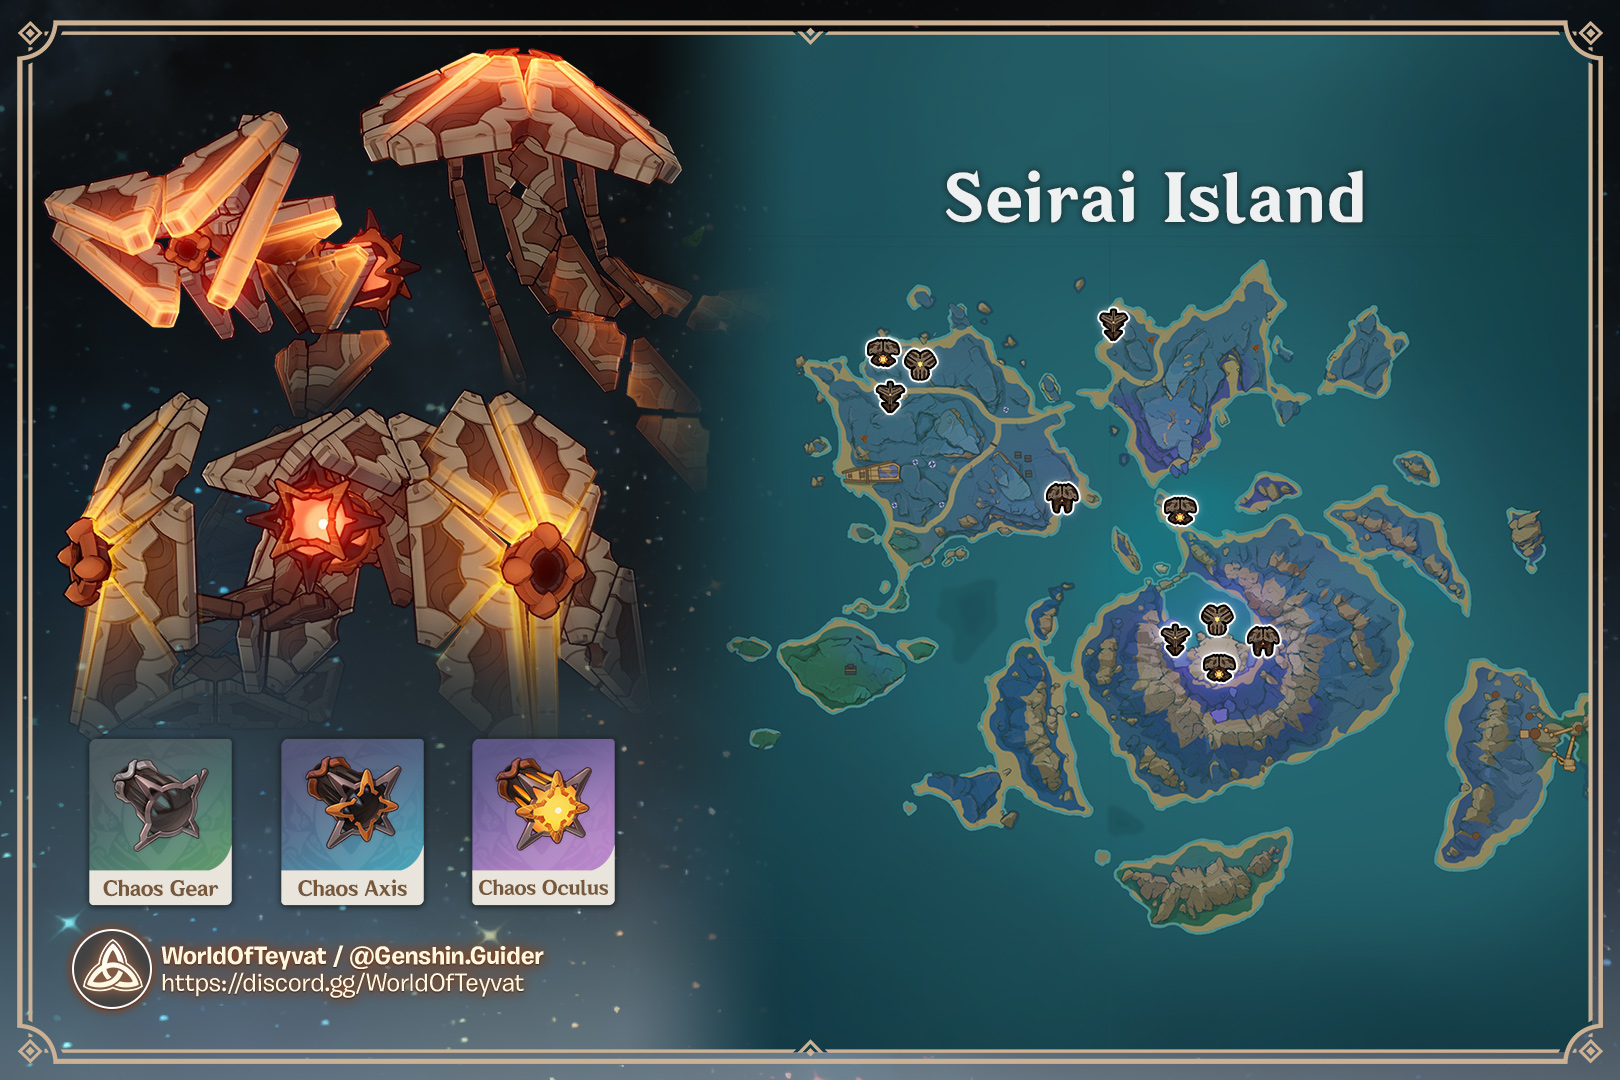 Seirai Island
Chaos Gear
Chaos Axis
Chaos Oculus
WorldOfTeyvat / @Genshin.Guider
https://discord.gg/WorldOfTeyvat